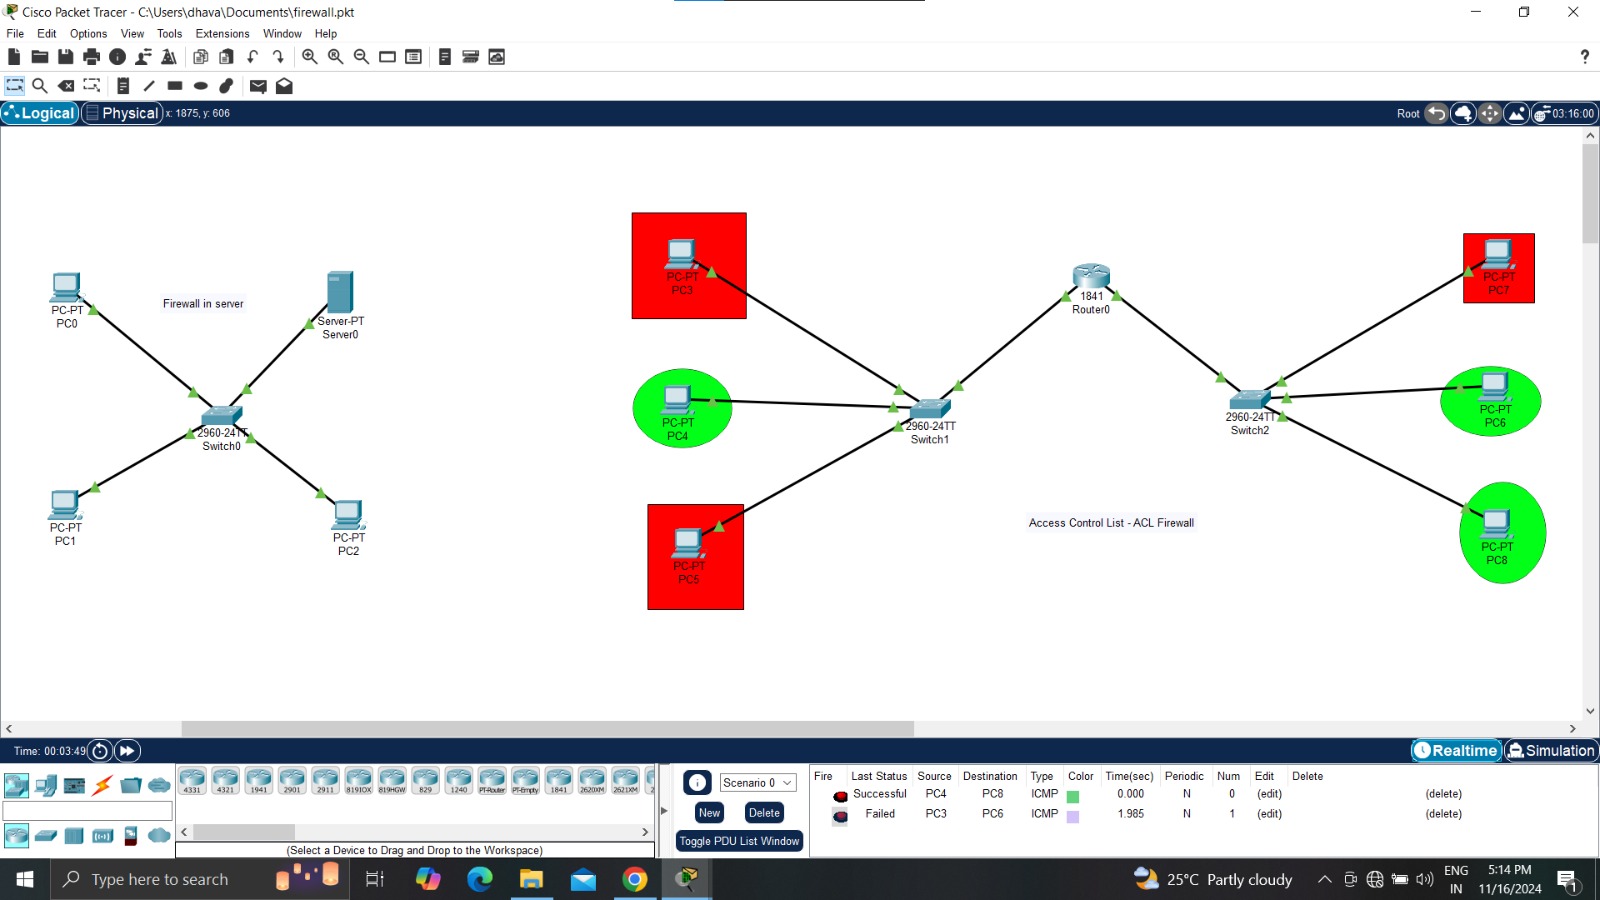 Cisco Packet Tracer - C:\Users\dhava\Documents\firewall.pkt
File Edit Options View Tools Extensions Window Help
?
Logical Physical x: 1875, y: 606 Root 03:16:00
PC-PT
PC0
Firewall in server
Server-PT
Server0
2960-24TT
Switch0
PC-PT
PC1
PC-PT
PC2
PC-PT
PC3
PC-PT
PC4
PC-PT
PC5
2960-24TT
Switch1
1841
Router0
2960-24TT
Switch2
PC-PT
PC7
PC-PT
PC6
PC-PT
PC8
Access Control List - ACL Firewall
Time: 00:03:49 Realtime Simulation
4331 4321 1941 2901 2911 819IOX 819HGW 829 1240 PT-Router PT-Empty 1841 2620XM 2621XM 2
(Select a Device to Drag and Drop to the Workspace)
Scenario 0
New Delete
Toggle PDU List Window
Fire Last Status Source Destination Type Color Time(sec) Periodic Num Edit Delete
Successful PC4 PC8 ICMP 0.000 N 0 (edit) (delete)
Failed PC3 PC6 ICMP 1.985 N 1 (edit) (delete)
Type here to search
25°C Partly cloudy
ENG
IN
5:14 PM
11/16/2024
1